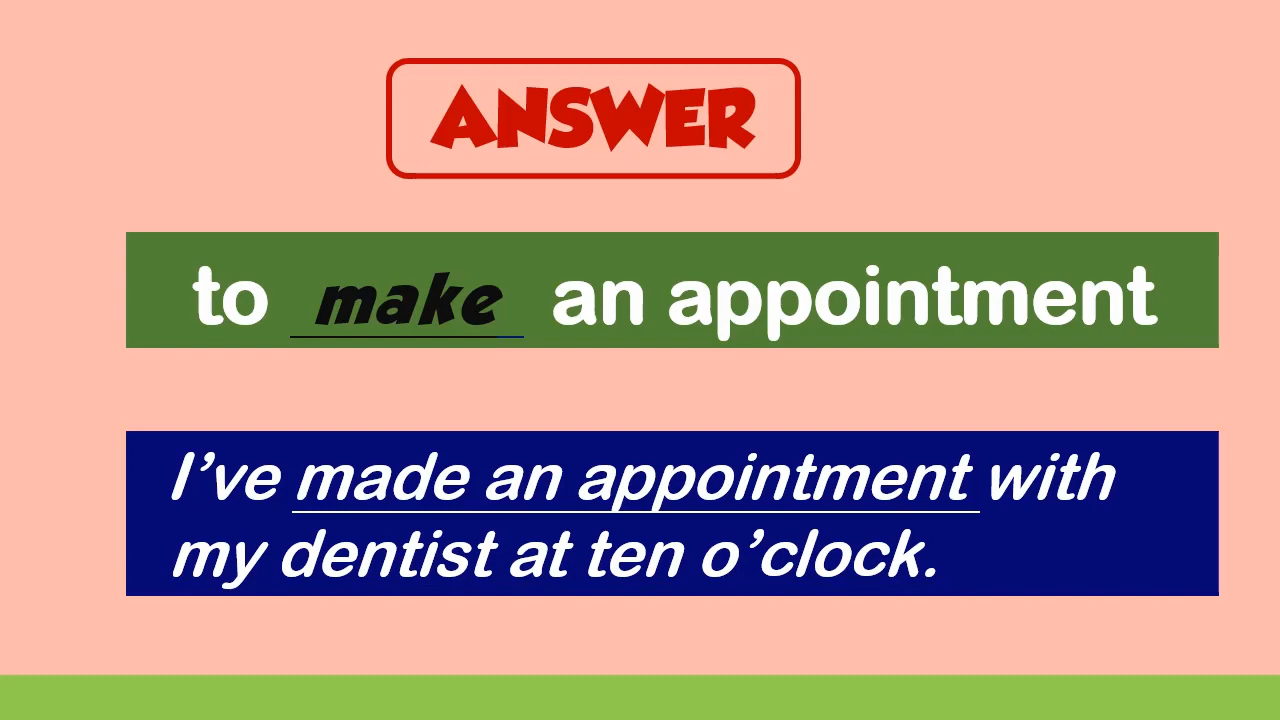 ANSWER
to make an appointment
I’ve made an appointment with
my dentist at ten o’clock.